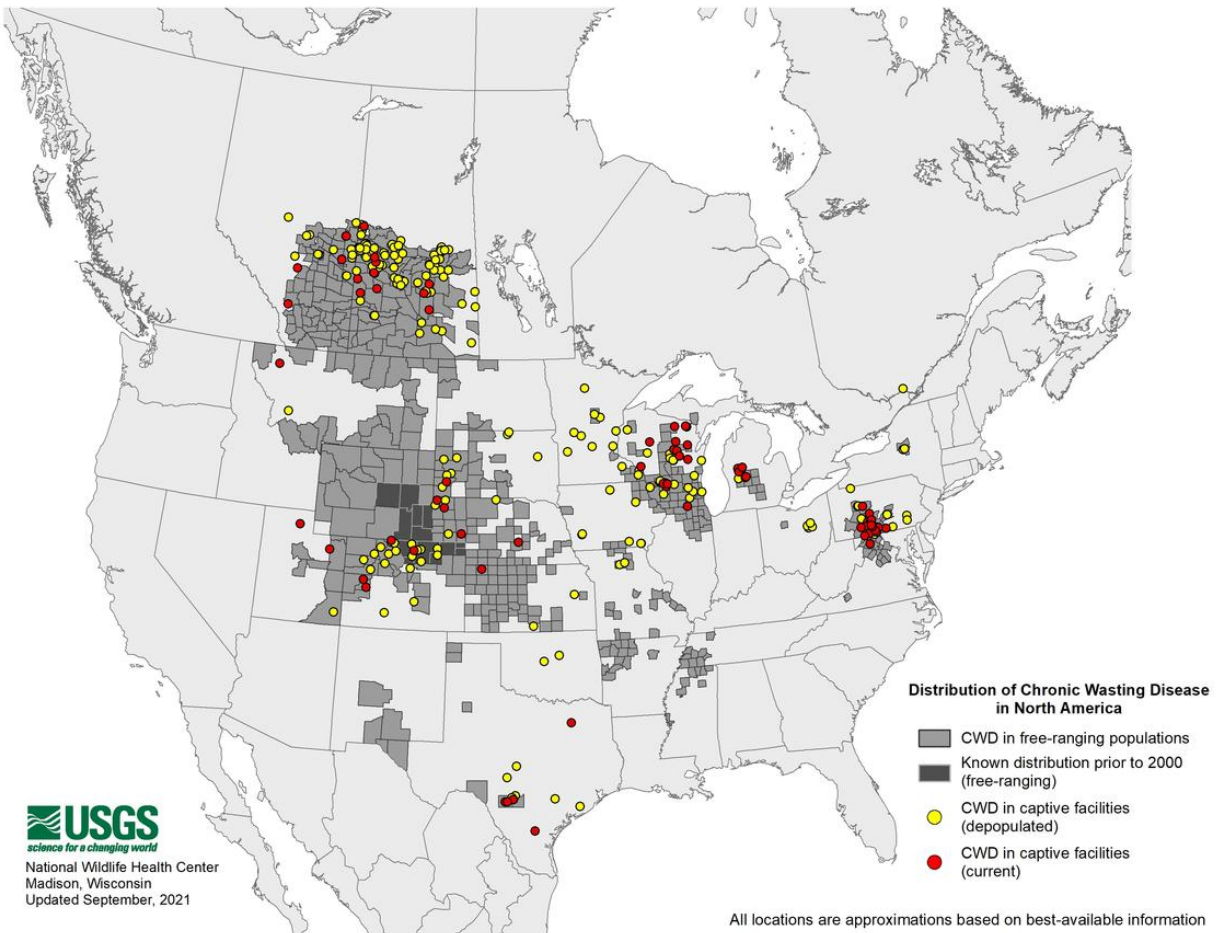 Distribution of Chronic Wasting Disease
in North America
CWD in free-ranging populations
Known distribution prior to 2000
(free-ranging)
CWD in captive facilities
(depopulated)
CWD in captive facilities
(current)
USGS
science for a changing world
National Wildlife Health Center
Madison, Wisconsin
Updated September, 2021
All locations are approximations based on best-available information